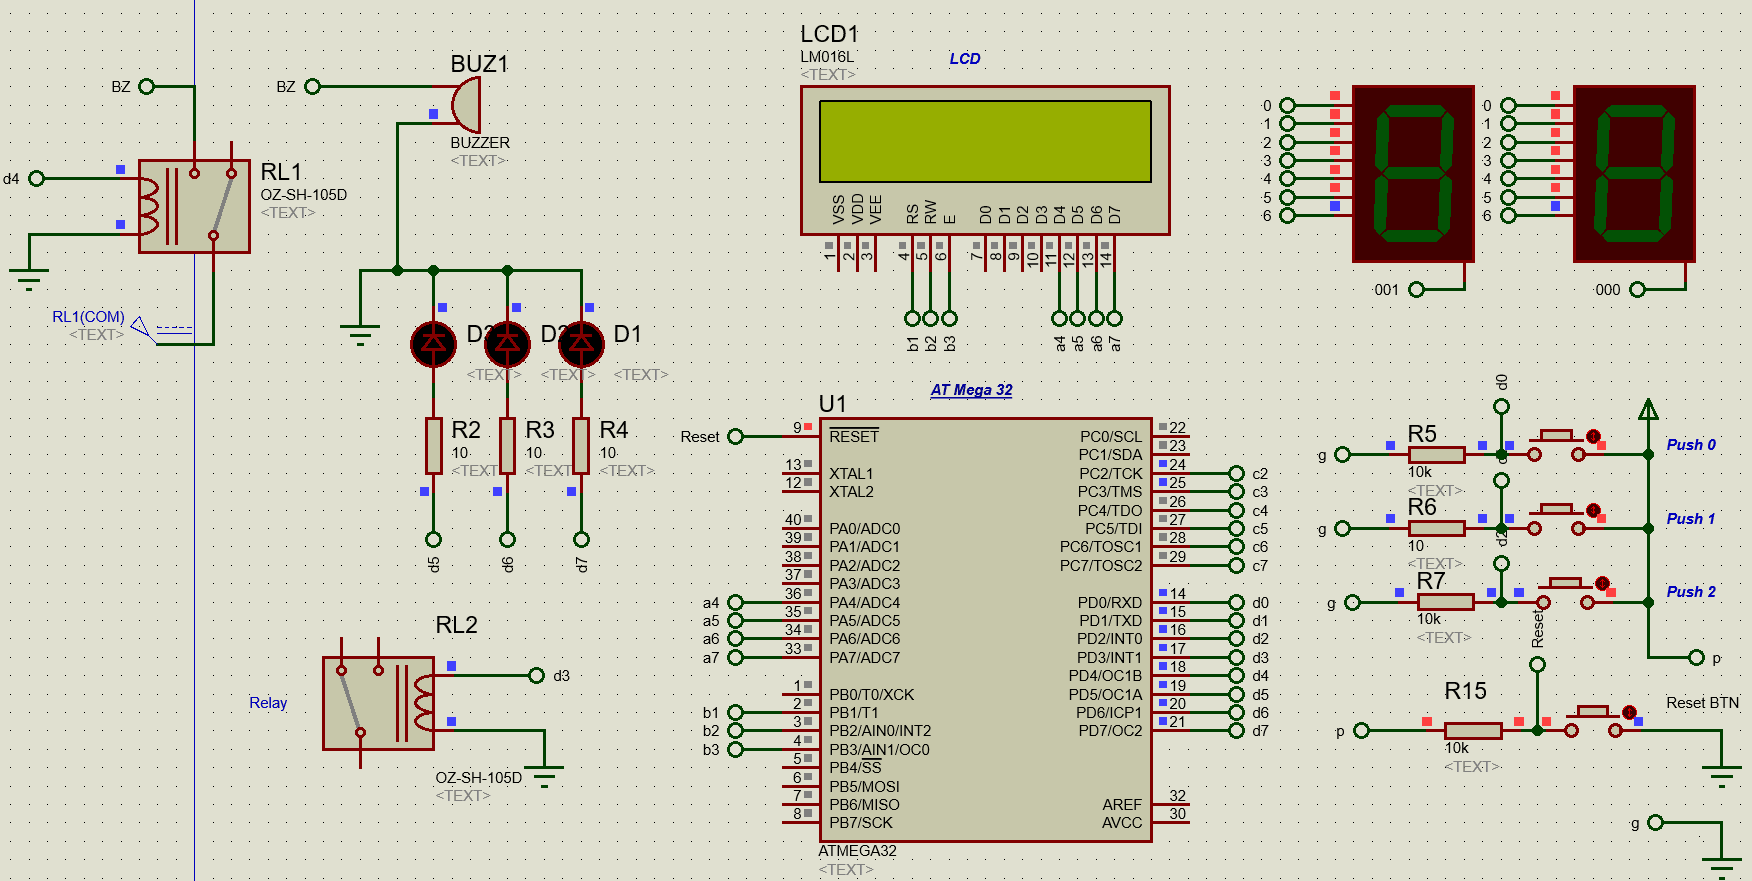 BZ
d4
RL1
OZ-SH-105D
<TEXT>
RL1(COM)
<TEXT>
BZ
BUZ1
BUZZER
<TEXT>
D2
D1
<TEXT>
<TEXT>
<TEXT>
R2
10
<TEXT>
R3
10
<TEXT>
R4
10
<TEXT>
d5
d6
d7
RL2
Relay
d3
OZ-SH-105D
<TEXT>
LCD1
LM016L
<TEXT>
LCD
VSS VDD VEE RS RW E D0 D1 D2 D3 D4 D5 D6 D7
1 2 3 4 5 6 7 8 9 10 11 12 13 14
b1 b2 b3 a4 a5 a6 a7
AT Mega 32
U1
Reset 9 RESET
13 XTAL1
12 XTAL2
40 PA0/ADC0
39 PA1/ADC1
38 PA2/ADC2
37 PA3/ADC3
a4 36 PA4/ADC4
a5 35 PA5/ADC5
a6 34 PA6/ADC6
a7 33 PA7/ADC7
1 PB0/T0/XCK
b1 2 PB1/T1
b2 3 PB2/AIN0/INT2
b3 4 PB3/AIN1/OC0
5 PB4/SS
6 PB5/MOSI
7 PB6/MISO
8 PB7/SCK
PC0/SCL 22
PC1/SDA 23
PC2/TCK 24 c2
PC3/TMS 25 c3
PC4/TDO 26 c4
PC5/TDI 27 c5
PC6/TOSC1 28 c6
PC7/TOSC2 29 c7
PD0/RXD 14 d0
PD1/TXD 15 d1
PD2/INT0 16 d2
PD3/INT1 17 d3
PD4/OC1B 18 d4
PD5/OC1A 19 d5
PD6/ICP1 20 d6
PD7/OC2 21 d7
AREF 32
AVCC 30
ATMEGA32
<TEXT>
0
1
2
3
4
5
6
001
0
1
2
3
4
5
6
000
d0
g
R5
10k
<TEXT>
Push 0
g
R6
10
<TEXT>
Push 1
d2
g
R7
10k
<TEXT>
Push 2
p
Reset
R15
p
10k
<TEXT>
Reset BTN
g